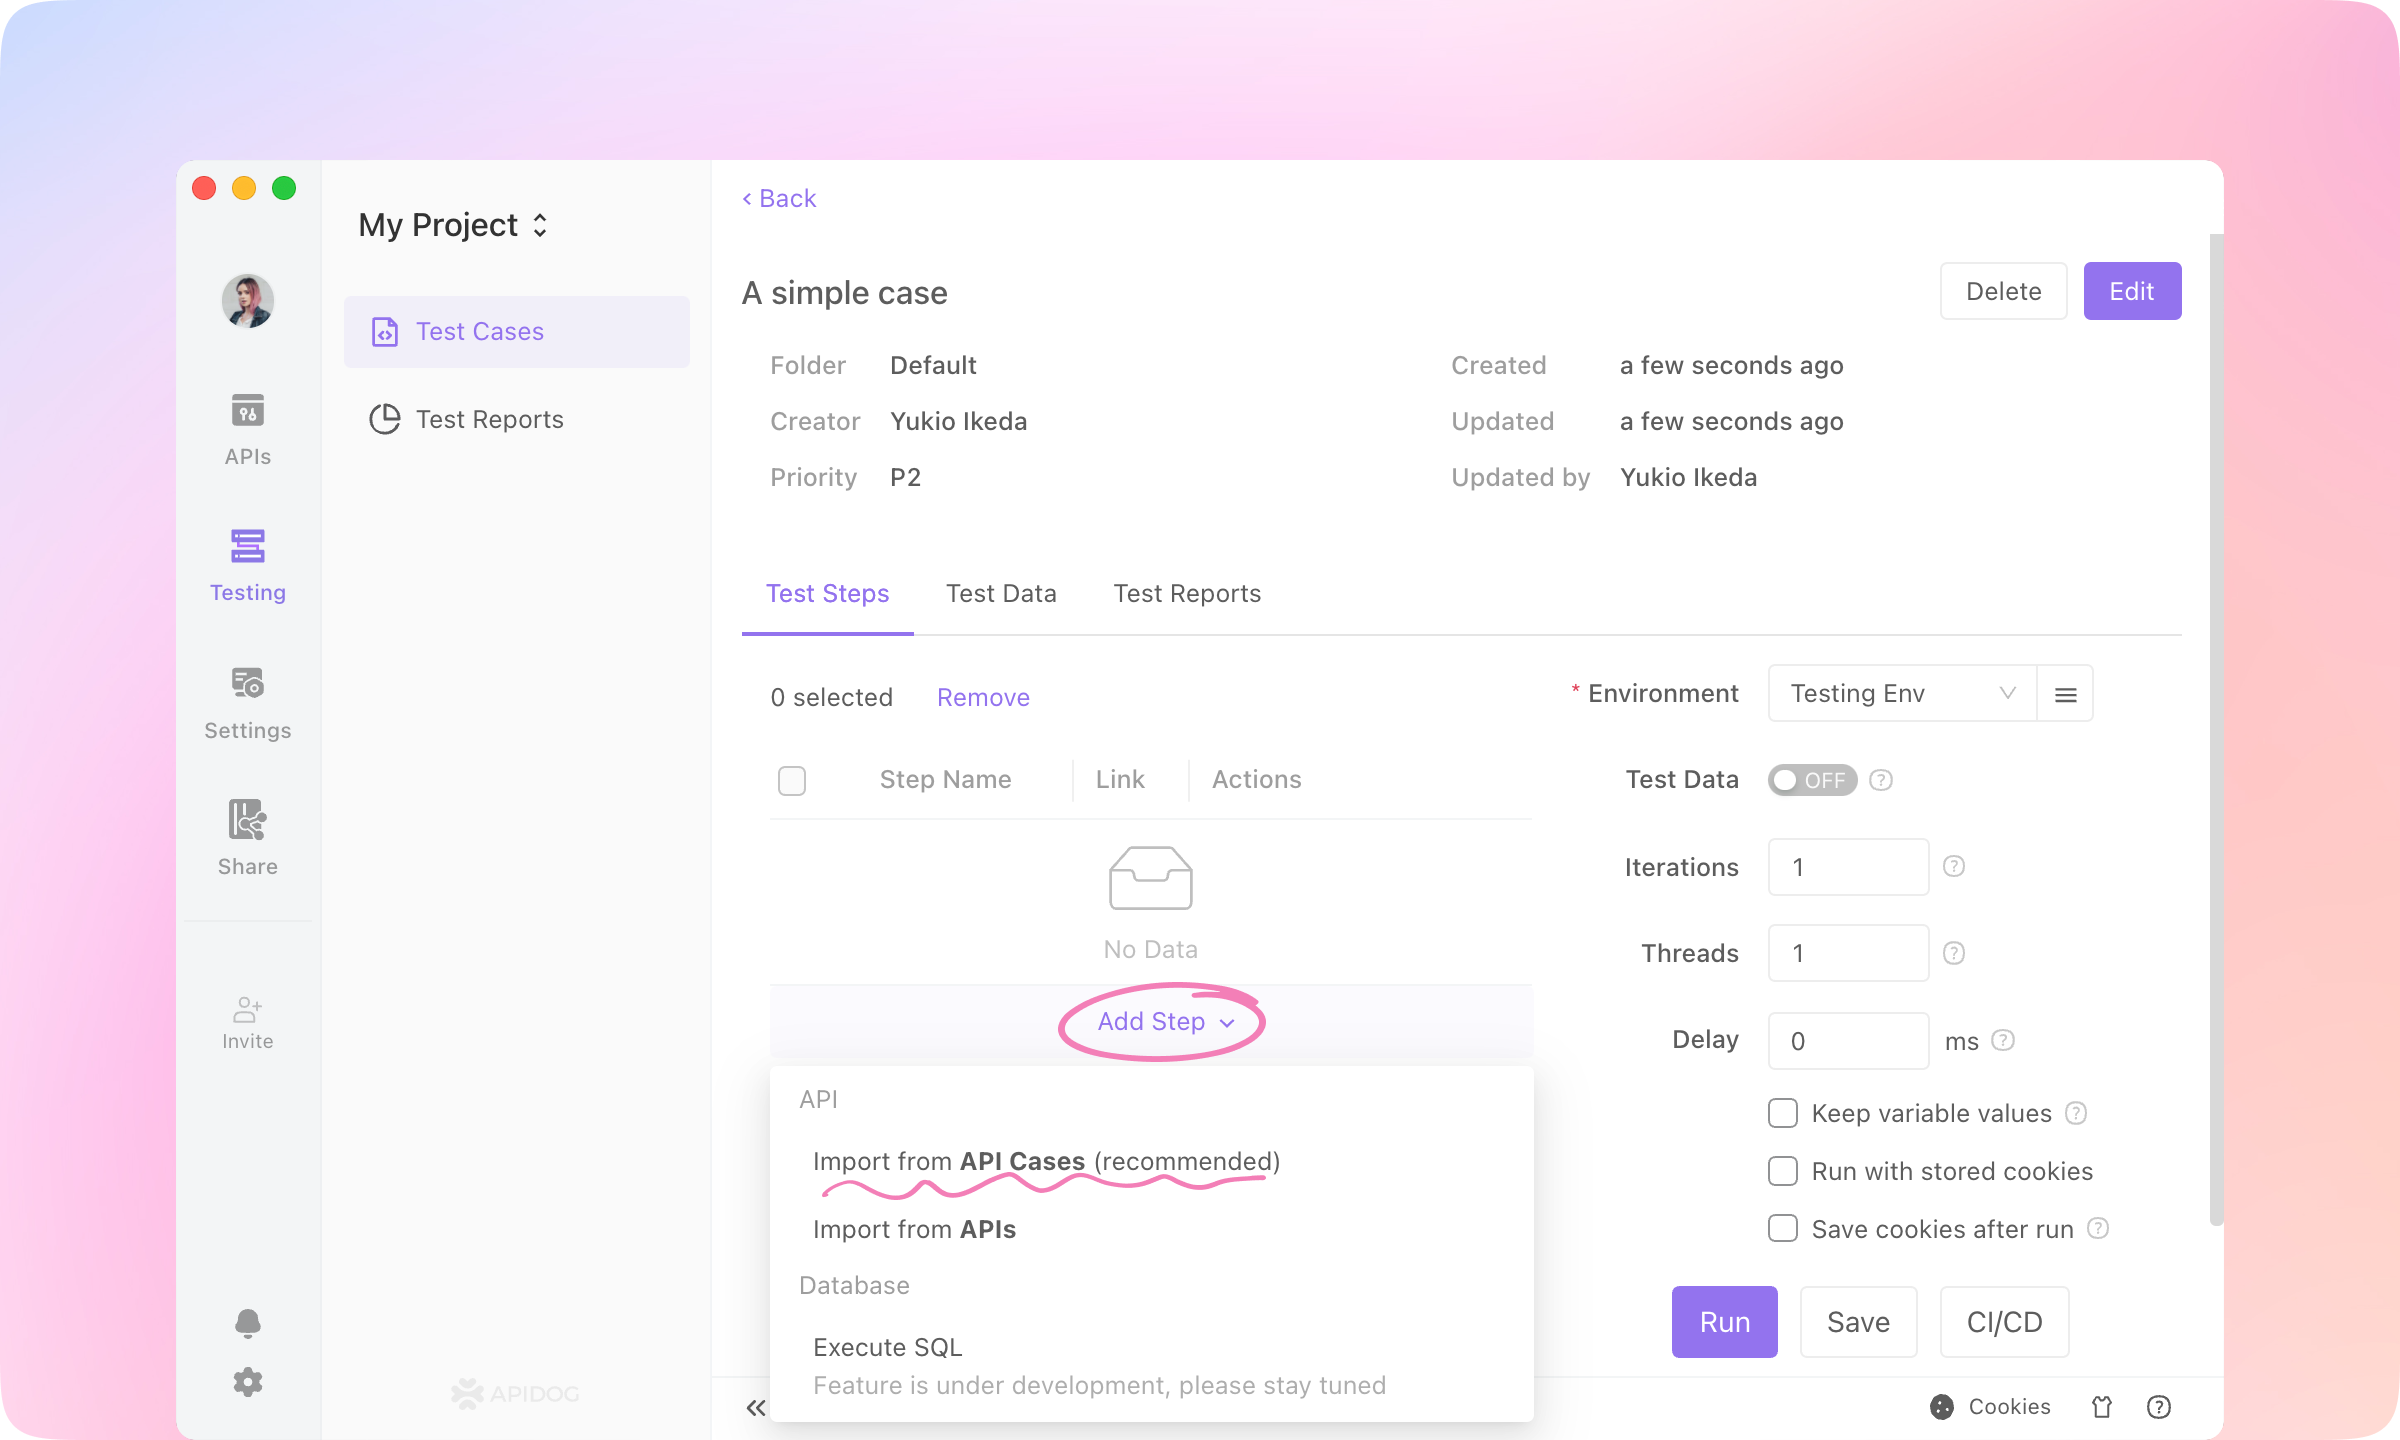 My Project
APIs
Testing
Settings
Share
Invite
Test Cases
Test Reports
APIDOG
< Back
A simple case
Delete
Edit
Folder Default
Created a few seconds ago
Creator Yukio Ikeda
Updated a few seconds ago
Priority P2
Updated by Yukio Ikeda
Test Steps Test Data Test Reports
0 selected Remove
Step Name Link Actions
No Data
Add Step
API
Import from API Cases (recommended)
Import from APIs
Database
Execute SQL
Feature is under development, please stay tuned
* Environment Testing Env
Test Data OFF ?
Iterations 1 ?
Threads 1 ?
Delay 0 ms ?
Keep variable values ?
Run with stored cookies
Save cookies after run ?
Run Save CI/CD
Cookies ?